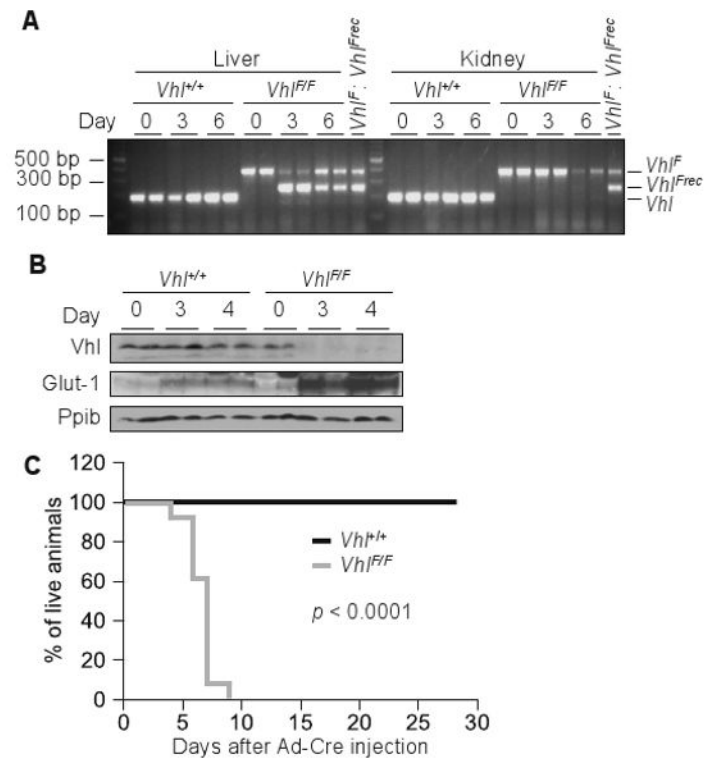 A
Liver Kidney
Vhl+/+ VhlF/F VhlF: VhlFrec Vhl+/+ VhlF/F VhlF: VhlFrec
Day 0 3 6 0 3 6 0 3 6 0 3 6
500 bp
300 bp
100 bp
VhlF
VhlFrec
Vhl
B
Vhl+/+ VhlF/F
Day 0 3 4 0 3 4
Vhl
Glut-1
Ppib
C
% of live animals
120
100
80
60
40
20
0
Vhl+/+
VhlF/F
p < 0.0001
0 5 10 15 20 25 30
Days after Ad-Cre injection